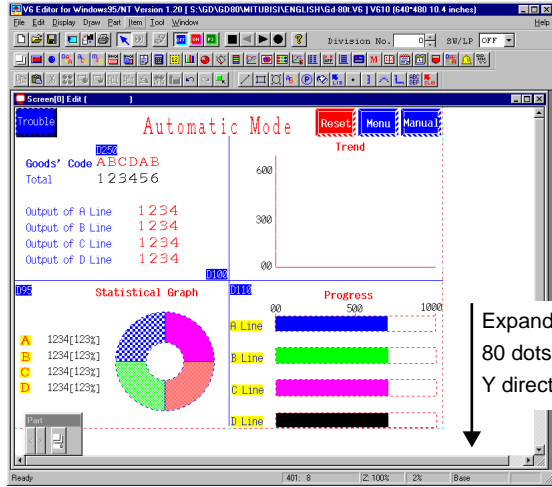 V6 Editor for Windows95/NT Version 1.20 [ S:\GD\GD80\MITUBISI\ENGLISH\Gd-80t.V6 ] V610 (640*480 10.4 inches)
File Edit Display Draw Part Item Tool Window Help
Division No. 0 SW/LP OFF
Screen[0] Edit ( )
Trouble Automatic Mode Reset Menu Manual
D250
Goods' Code ABCDAB
Total 123456
Output of A Line 1234
Output of B Line 1234
Output of C Line 1234
Output of D Line 1234
D100
Trend
600
300
00
D95 Statistical Graph
A 1234[123%]
B 1234[123%]
C 1234[123%]
D 1234[123%]
D110 Progress
00 500 1000
A Line
B Line
C Line
D Line
Part
Expand
80 dots
Y direct
Ready 401: 8 Z: 100% 2% Base